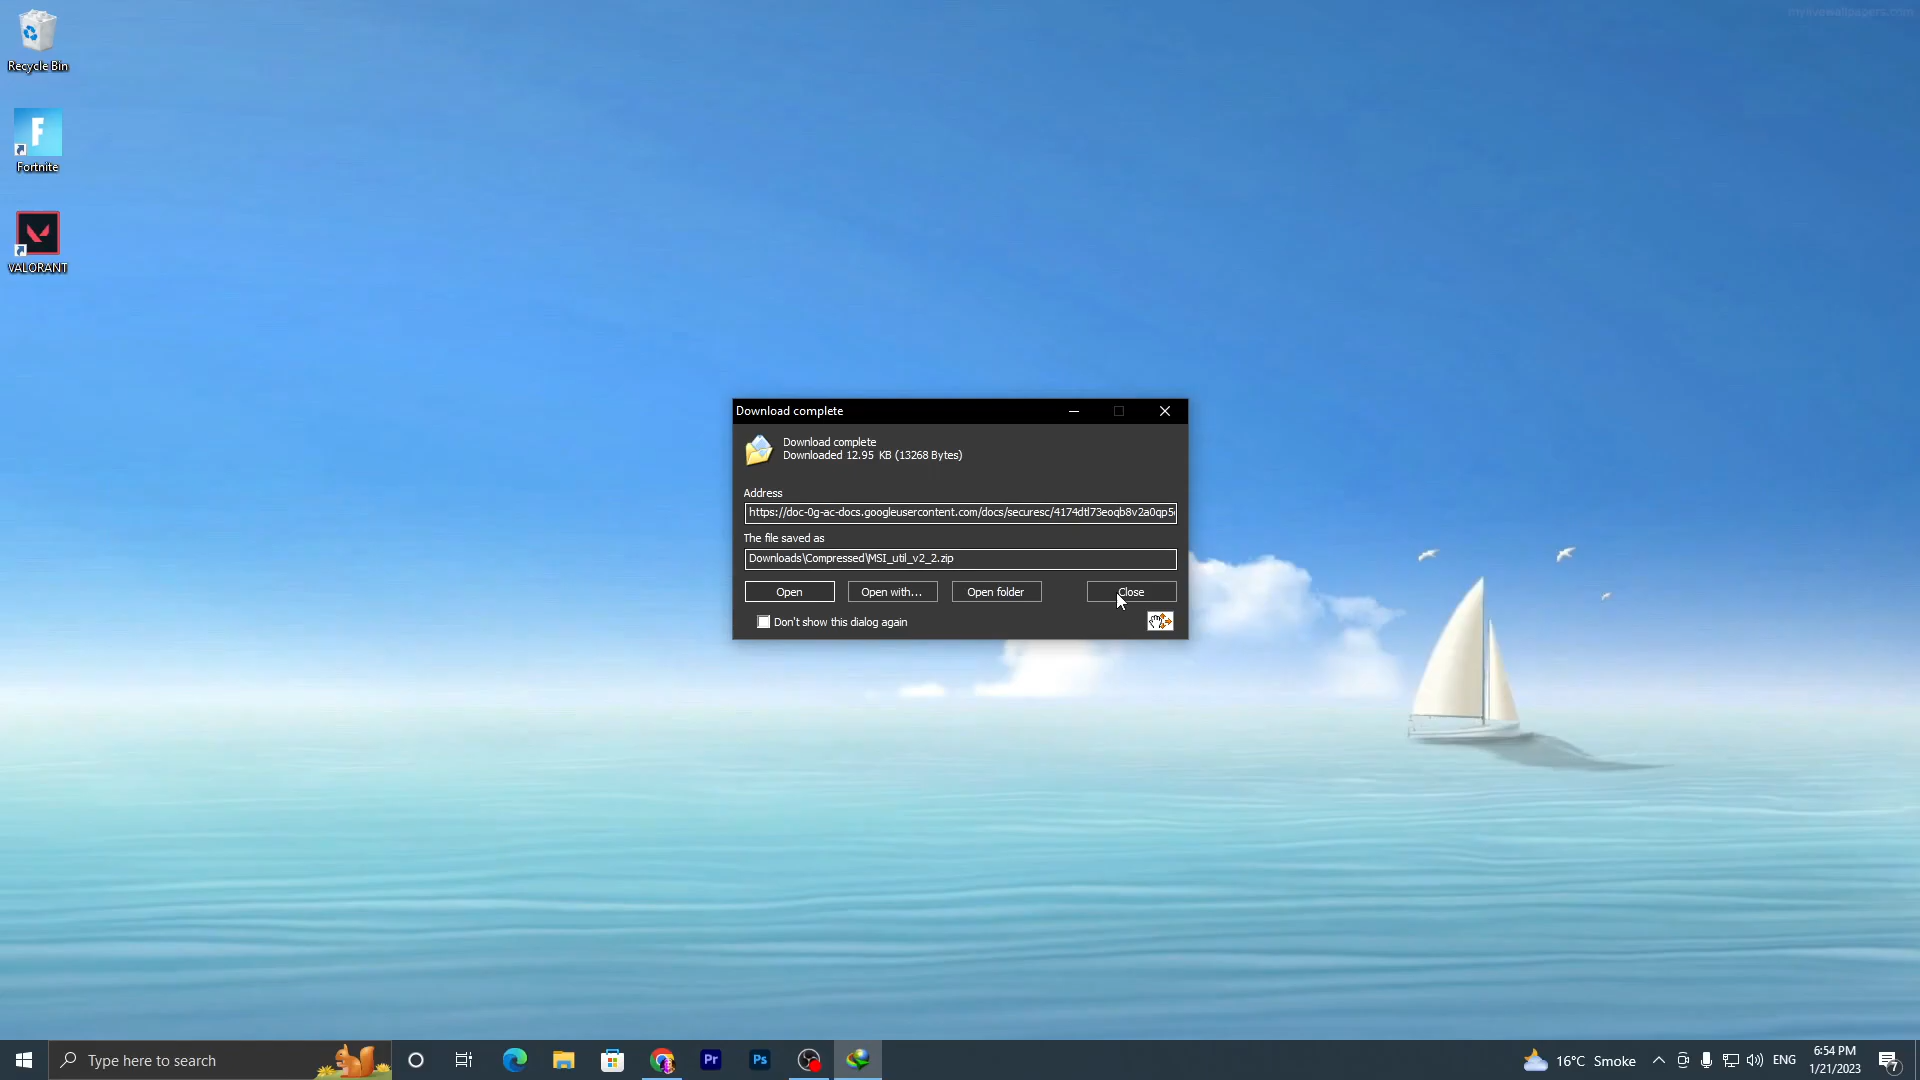 mylivewallpapers.com
Recycle Bin
Fortnite
VALORANT
Download complete
Download complete
Downloaded 12.95 KB (13268 Bytes)
Address
https://doc-0g-ac-docs.googleusercontent.com/docs/securesc/4174dtl73eoqb8v2a0qp5
The file saved as
Downloads\Compressed\MSI_util_v2_2.zip
Open
Open with...
Open folder
Close
Don't show this dialog again
Type here to search
Pr
Ps
16°C Smoke
ENG
6:54 PM
1/21/2023
7